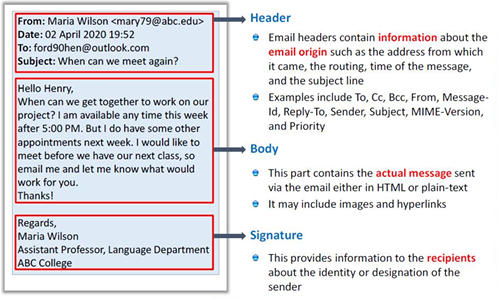 From: Maria Wilson <mary79@abc.edu>
Date: 02 April 2020 19:52
To: ford90hen@outlook.com
Subject: When can we meet again?
Hello Henry,
When can we get together to work on our
project? I am available any time this week
after 5:00 PM. But I do have some other
appointments next week. I would like to
meet before we have our next class, so
email me and let me know what would
work for you.
Thanks!
Regards,
Maria Wilson
Assistant Professor, Language Department
ABC College
Header
Email headers contain information about the
email origin such as the address from which
it came, the routing, time of the message,
and the subject line
Examples include To, Cc, Bcc, From, Message-
Id, Reply-To, Sender, Subject, MIME-Version,
and Priority
Body
This part contains the actual message sent
via the email either in HTML or plain-text
It may include images and hyperlinks
Signature
This provides information to the recipients
about the identity or designation of the
sender